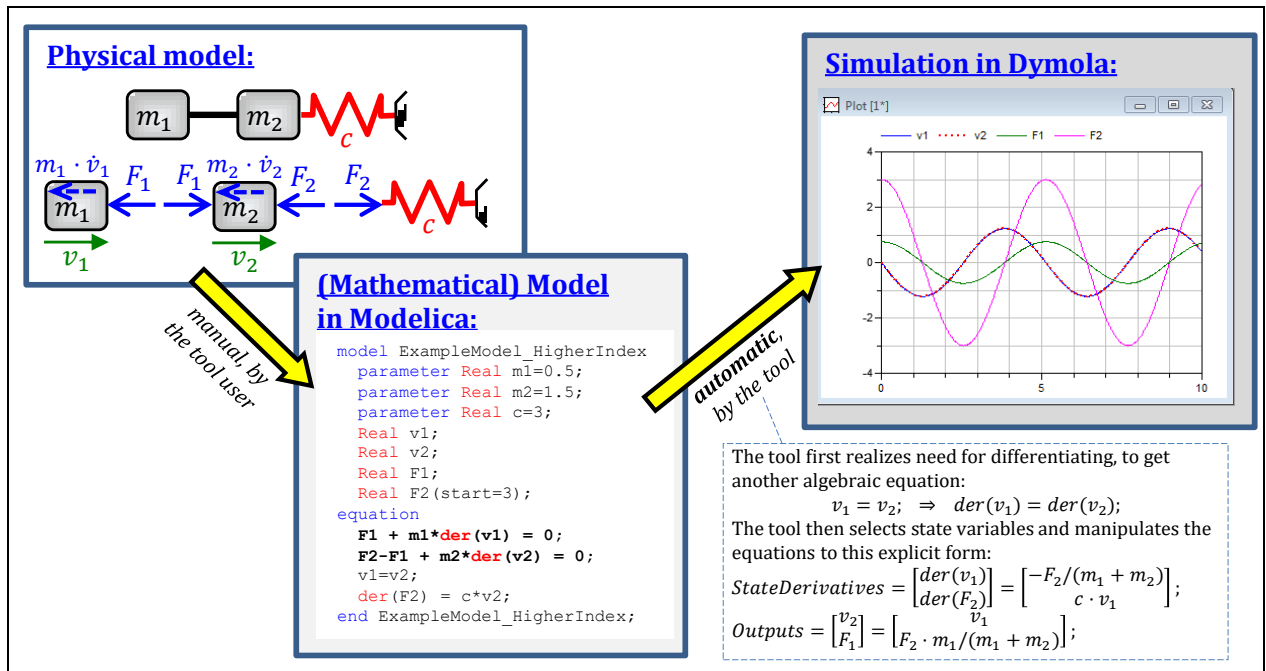 Physical model:
m₁ m₂
c
m₁ · v̇₁ F₁ F₁ m₂ · v̇₂ F₂ F₂
m₁ m₂ c
v₁ v₂
manual, by
the tool user
(Mathematical) Model
in Modelica:
model ExampleModel_HigherIndex
parameter Real m1=0.5;
parameter Real m2=1.5;
parameter Real c=3;
Real v1;
Real v2;
Real F1;
Real F2(start=3);
equation
F1 + m1*der(v1) = 0;
F2-F1 + m2*der(v2) = 0;
v1=v2;
der(F2) = c*v2;
end ExampleModel_HigherIndex;
automatic,
by the tool
Simulation in Dymola:
Plot [1*]
v1 v2 F1 F2
4
2
0
-2
-4
0 5 10
The tool first realizes need for differentiating, to get
another algebraic equation:
v₁ = v₂; ⇒ der(v₁) = der(v₂);
The tool then selects state variables and manipulates the
equations to this explicit form:
StateDerivatives = [der(v₁) der(F₂)] = [−F₂/(m₁ + m₂) c · v₁];
Outputs = [v₂ F₁] = [v₁ F₂ · m₁/(m₁ + m₂)];